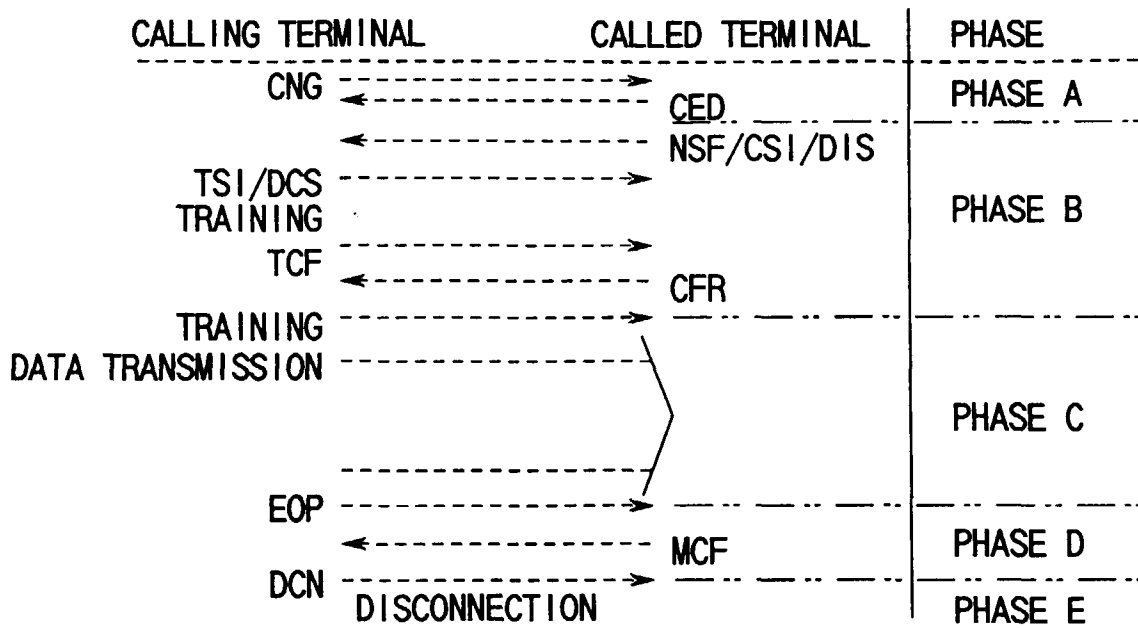 CALLING TERMINAL CALLED TERMINAL PHASE
CNG
CED
PHASE A
NSF/CSI/DIS
TSI/DCS
TRAINING
PHASE B
TCF
CFR
TRAINING
DATA TRANSMISSION
PHASE C
EOP
MCF
PHASE D
DCN
DISCONNECTION
PHASE E